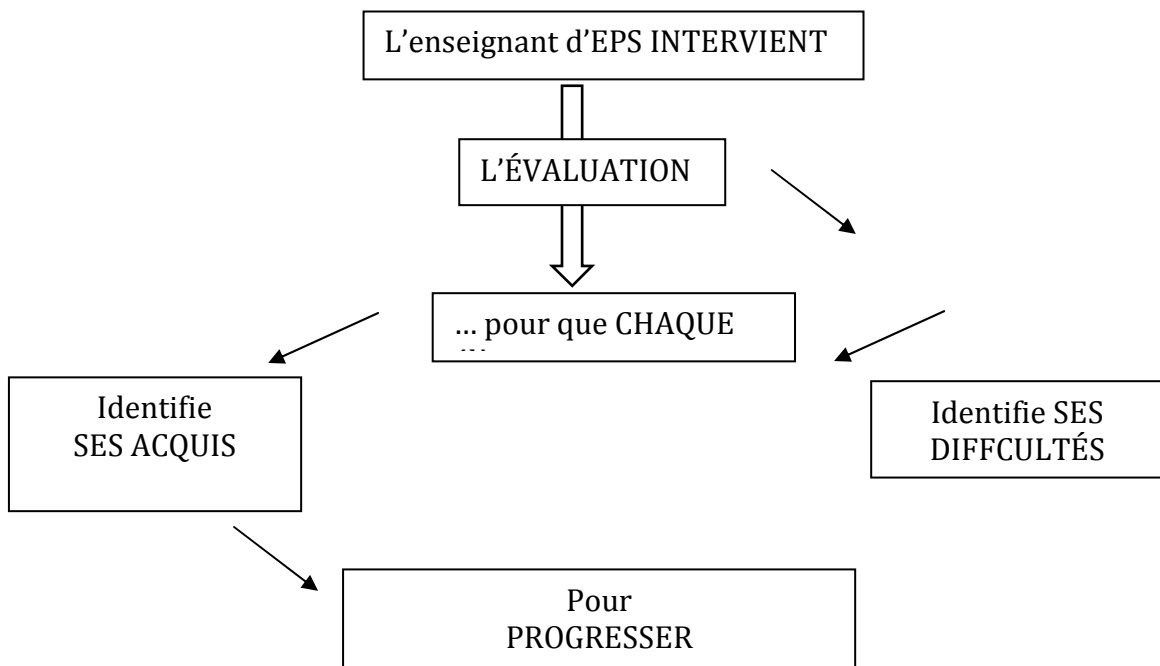 L’enseignant d’EPS INTERVIENT
L’ÉVALUATION
… pour que CHAQUE
Identifie
SES ACQUIS
Identifie SES
DIFFCULTÉS
Pour
PROGRESSER